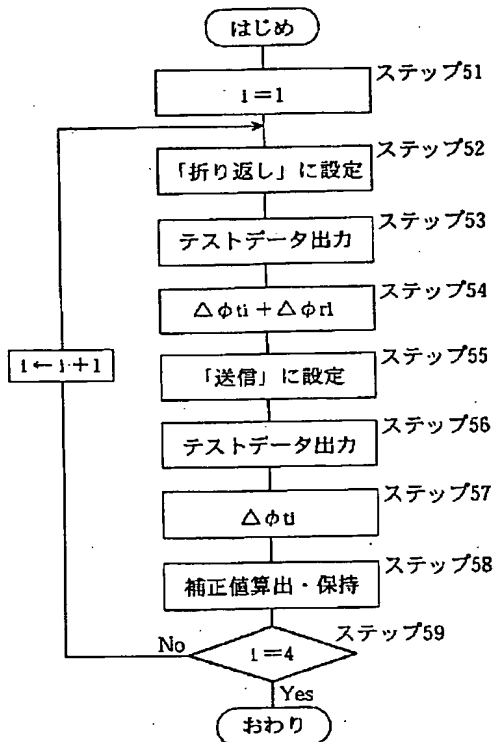 はじめ
ステップ51
i=1
ステップ52
「折り返し」に設定
ステップ53
テストデータ出力
ステップ54
△φti+△φri
ステップ55
i←i+1
「送信」に設定
ステップ56
テストデータ出力
ステップ57
△φti
ステップ58
補正値算出・保持
ステップ59
No
i=4
Yes
おわり